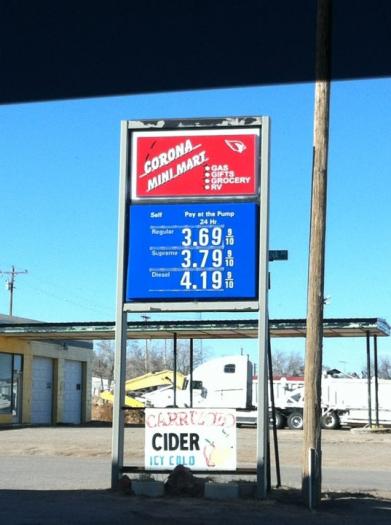 CORONA
MINI MART
GAS
GIFTS
GROCERY
RV
Self Pay at the Pump
24 Hr
Regular 3.69 9/10
Supreme 3.79 9/10
Diesel 4.19 9/10
CARRIZOZO
CIDER
ICY COLD